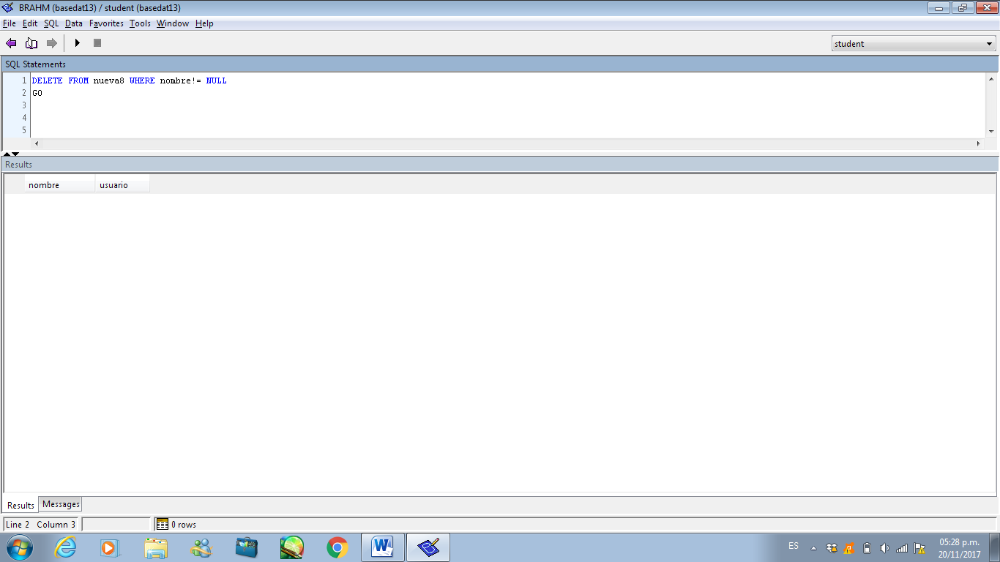 BRAHM (basedat13) / student (basedat13)
File Edit SQL Data Favorites Tools Window Help
student
SQL Statements
1 DELETE FROM nueva8 WHERE nombre!= NULL
2 GO
3
4
5
Results
nombre usuario
Results Messages
Line 2 Column 3 0 rows
ES 05:28 p.m.
20/11/2017